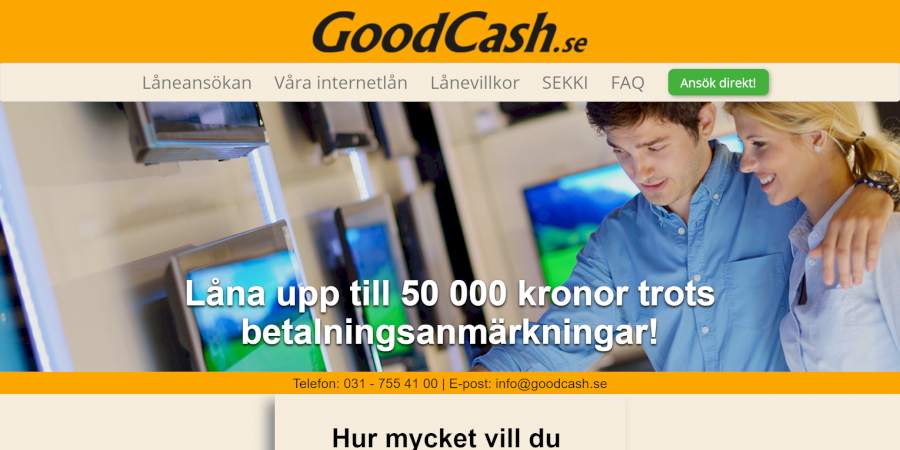 GoodCash.se
Låneansökan Våra internetlån Lånevillkor SEKKI FAQ Ansök direkt!
Låna upp till 50 000 kronor trots
betalningsanmärkningar!
Telefon: 031 - 755 41 00 | E-post: info@goodcash.se
Hur mycket vill du